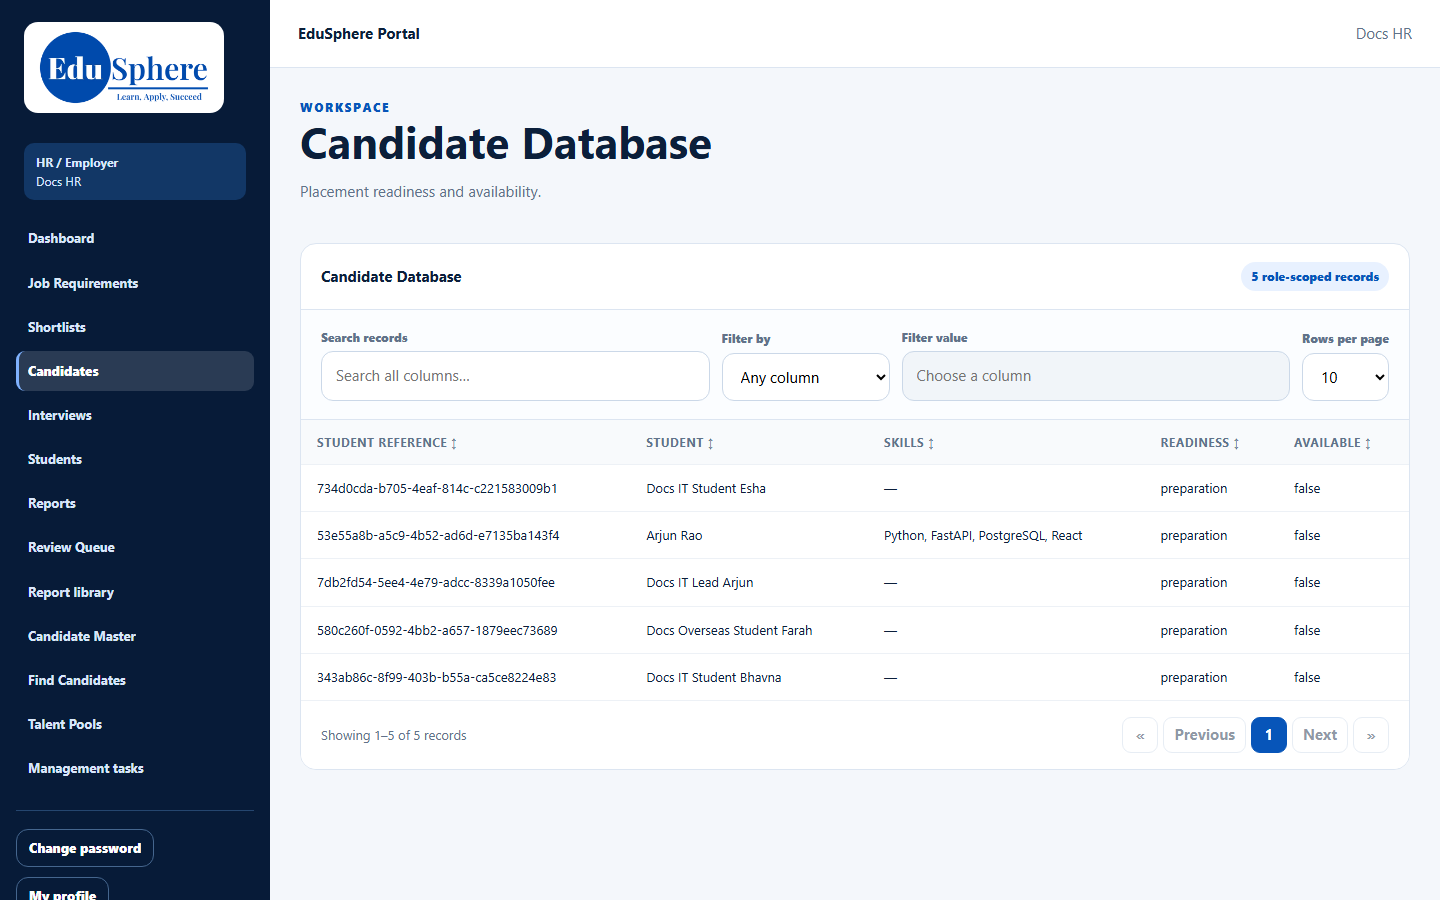 EduSphere
Learn. Apply, Succeed
HR / Employer
Docs HR
Dashboard
Job Requirements
Shortlists
Candidates
Interviews
Students
Reports
Review Queue
Report library
Candidate Master
Find Candidates
Talent Pools
Management tasks
Change password
My profile
EduSphere Portal
Docs HR
WORKSPACE
Candidate Database
Placement readiness and availability.
Candidate Database
5 role-scoped records
Search records
Filter by
Filter value
Rows per page
Search all columns...
Any column
Choose a column
10
STUDENT REFERENCE ↕ STUDENT ↕ SKILLS ↕ READINESS ↕ AVAILABLE ↕
734d0cda-b705-4eaf-814c-c221583009b1 Docs IT Student Esha — preparation false
53e55a8b-a5c9-4b52-ad6d-e7135ba143f4 Arjun Rao Python, FastAPI, PostgreSQL, React preparation false
7db2fd54-5ee4-4e79-adcc-8339a1050fee Docs IT Lead Arjun — preparation false
580c260f-0592-4bb2-a657-1879eec73689 Docs Overseas Student Farah — preparation false
343ab86c-8f99-403b-b55a-ca5ce8224e83 Docs IT Student Bhavna — preparation false
Showing 1–5 of 5 records
« Previous 1 Next »